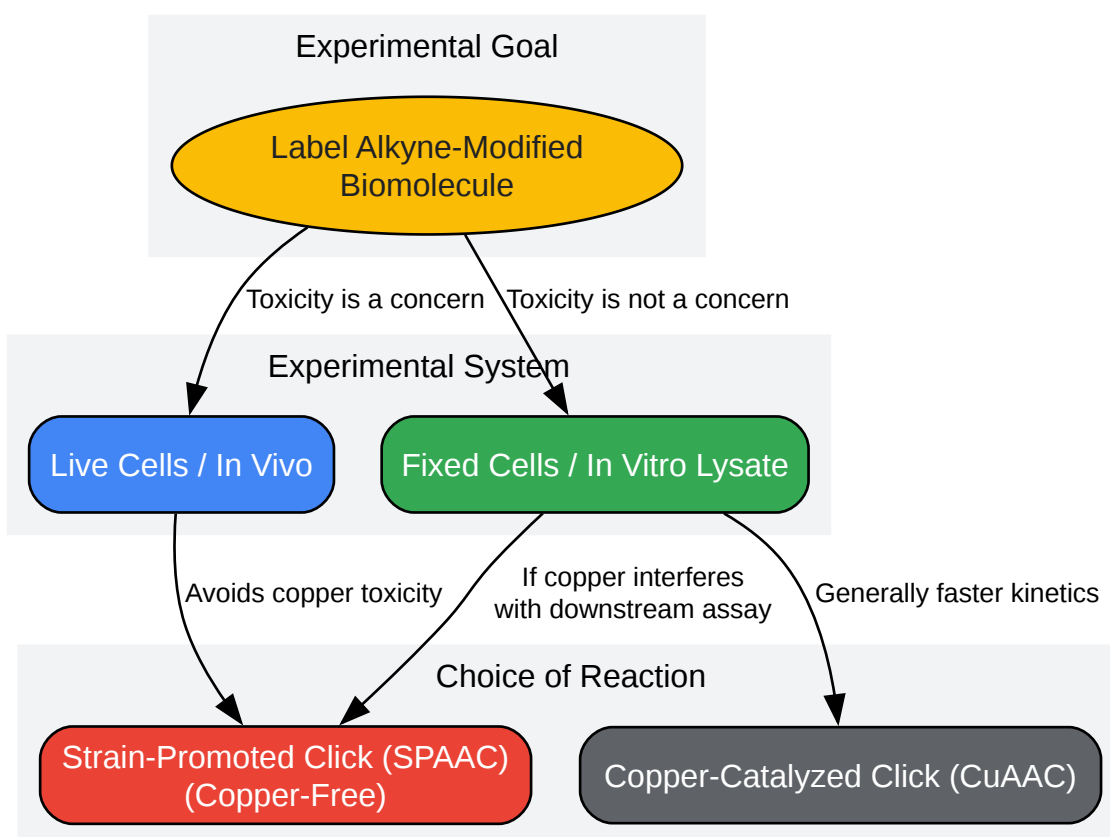 Experimental Goal
Label Alkyne-Modified
Biomolecule
Toxicity is a concern
Toxicity is not a concern
Experimental System
Live Cells / In Vivo
Fixed Cells / In Vitro Lysate
Avoids copper toxicity
If copper interferes
with downstream assay
Generally faster kinetics
Choice of Reaction
Strain-Promoted Click (SPAAC)
(Copper-Free)
Copper-Catalyzed Click (CuAAC)